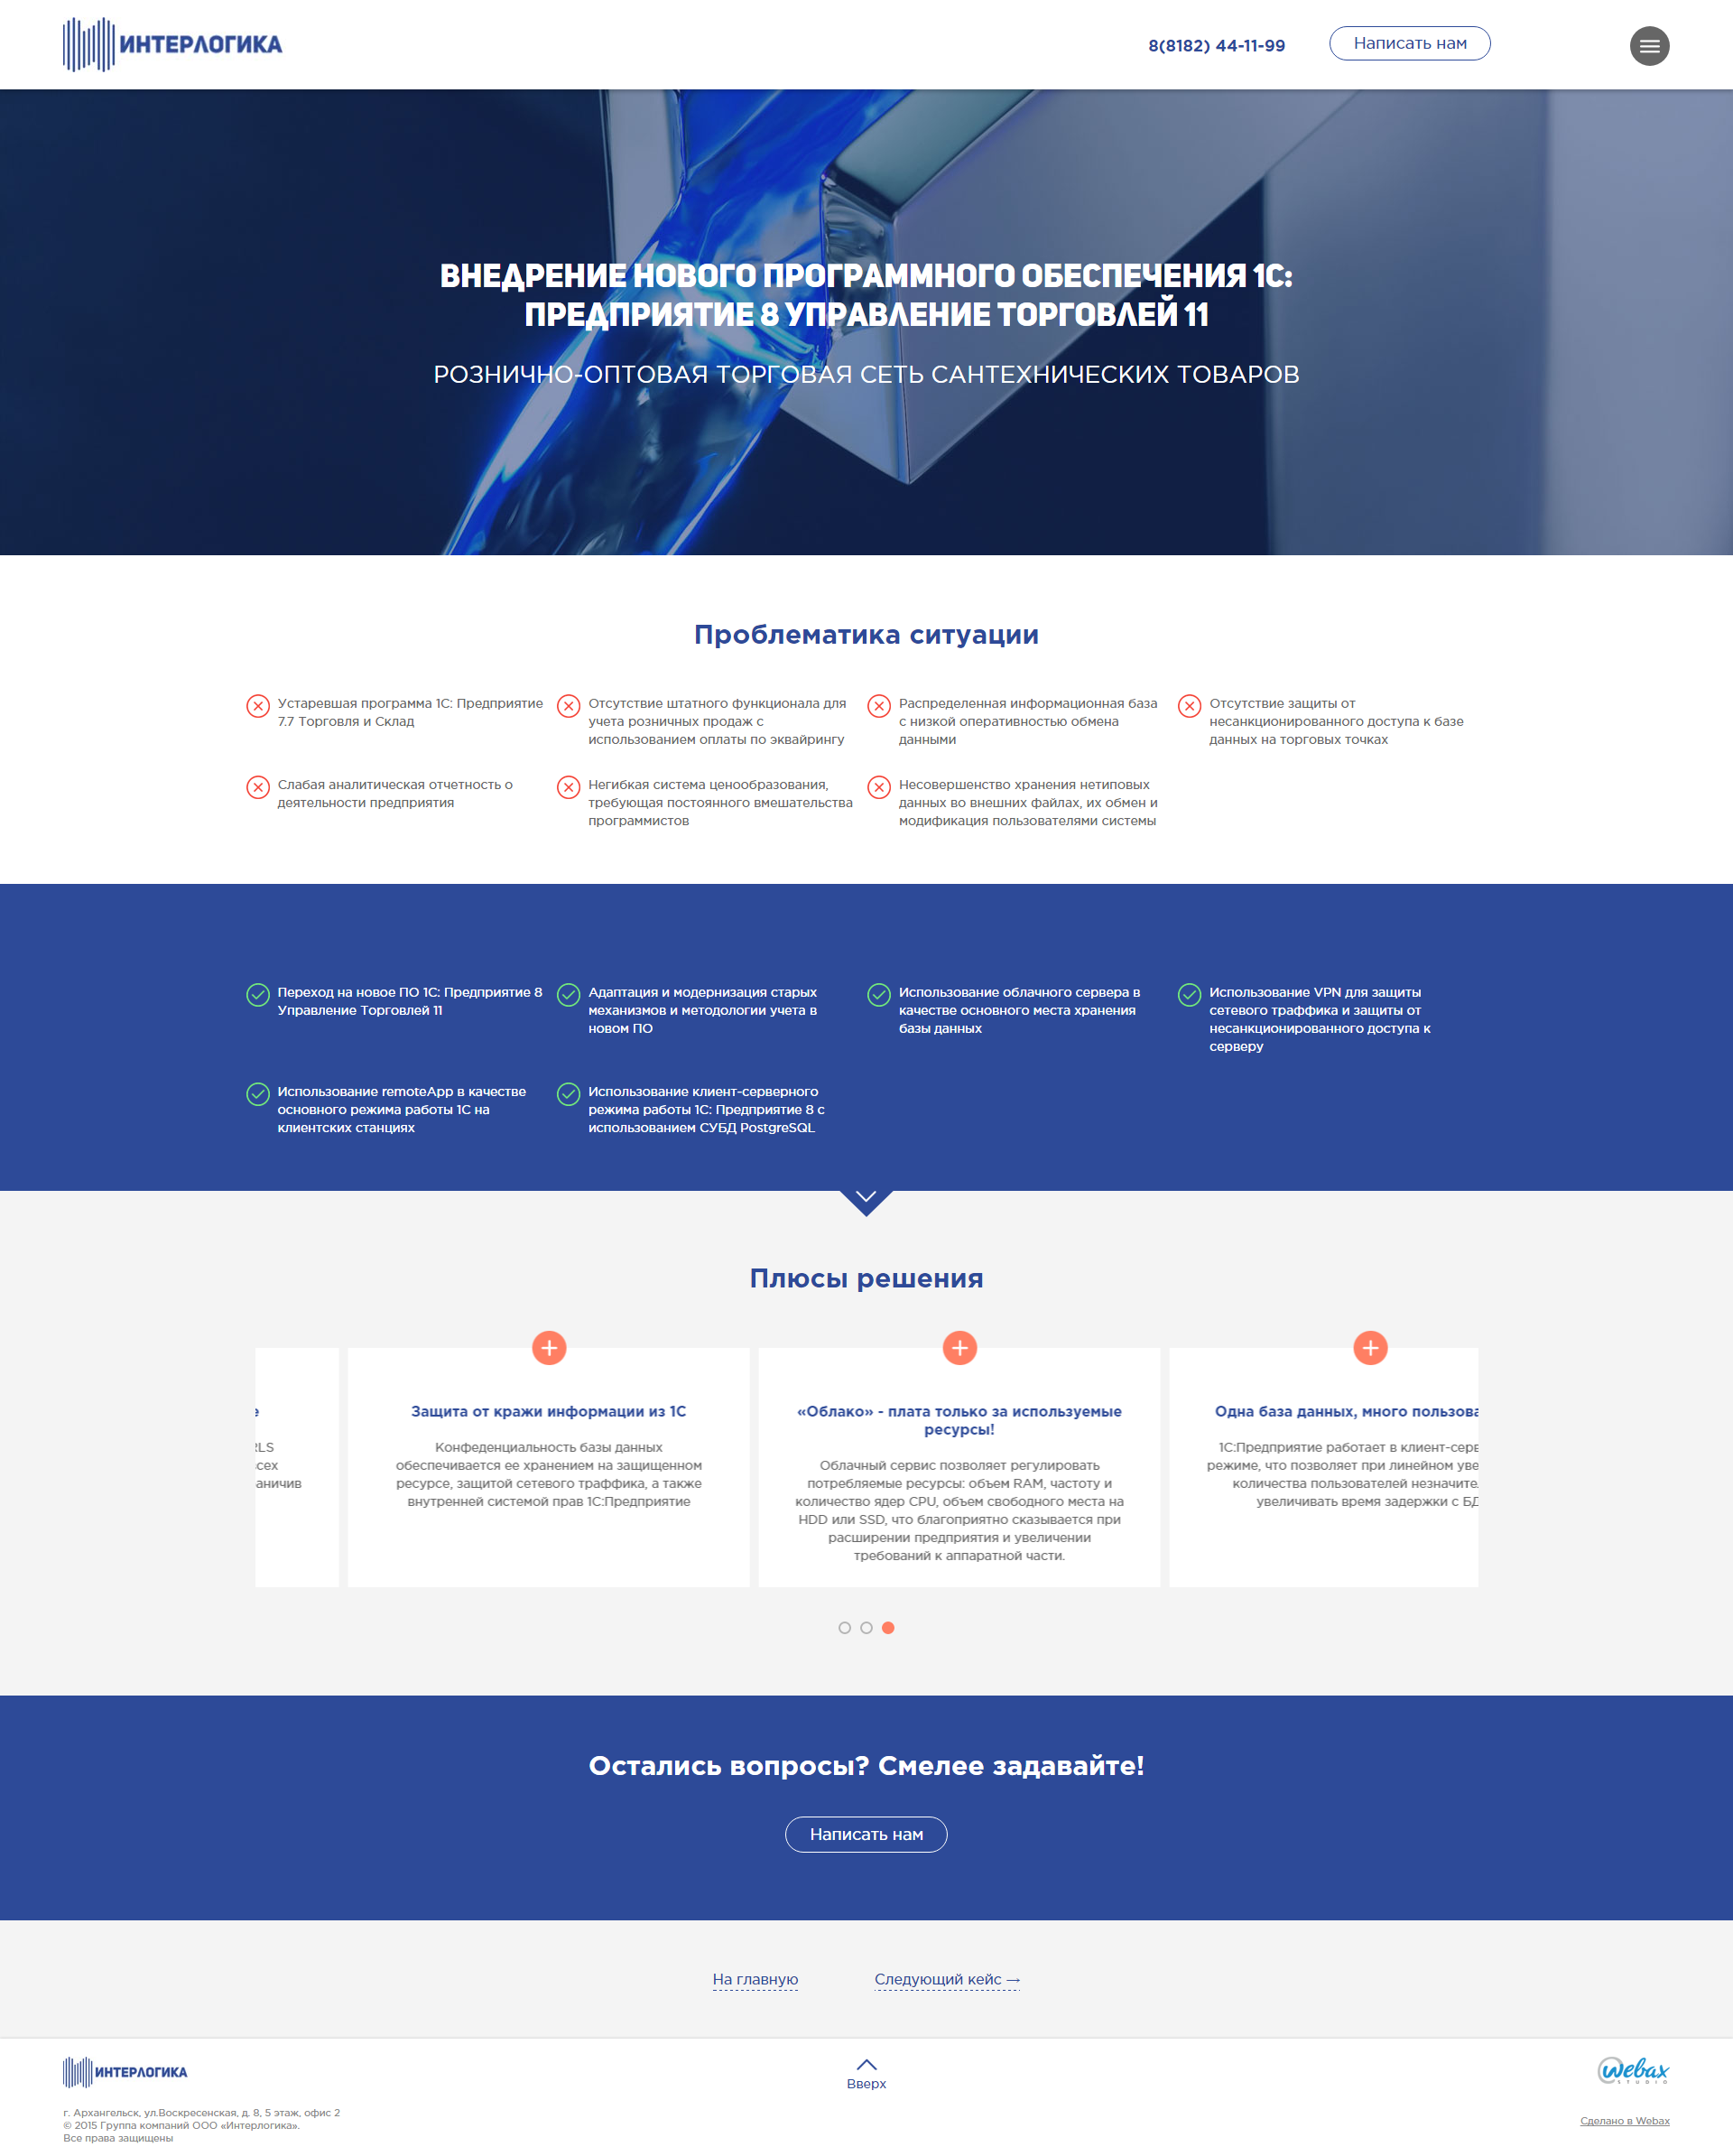 ИНТЕРЛОГИКА
8(8182) 44-11-99
Написать нам
ВНЕДРЕНИЕ НОВОГО ПРОГРАММНОГО ОБЕСПЕЧЕНИЯ 1С:
ПРЕДПРИЯТИЕ 8 УПРАВЛЕНИЕ ТОРГОВЛЕЙ 11
РОЗНИЧНО-ОПТОВАЯ ТОРГОВАЯ СЕТЬ САНТЕХНИЧЕСКИХ ТОВАРОВ
Проблематика ситуации
Устаревшая программа 1С: Предприятие
7.7 Торговля и Склад
Отсутствие штатного функционала для
учета розничных продаж с
использованием оплаты по эквайрингу
Распределенная информационная база
с низкой оперативностью обмена
данными
Отсутствие защиты от
несанкционированного доступа к базе
данных на торговых точках
Слабая аналитическая отчетность о
деятельности предприятия
Негибкая система ценообразования,
требующая постоянного вмешательства
программистов
Несовершенство хранения нетиповых
данных во внешних файлах, их обмен и
модификация пользователями системы
Переход на новое ПО 1С: Предприятие 8
Управление Торговлей 11
Адаптация и модернизация старых
механизмов и методологии учета в
новом ПО
Использование облачного сервера в
качестве основного места хранения
базы данных
Использование VPN для защиты
сетевого траффика и защиты от
несанкционированного доступа к
серверу
Использование remoteApp в качестве
основного режима работы 1С на
клиентских станциях
Использование клиент-серверного
режима работы 1С: Предприятие 8 с
использованием СУБД PostgreSQL
Плюсы решения
Защита от кражи информации из 1С
Конфеденциальность базы данных
обеспечивается ее хранением на защищенном
ресурсе, защитой сетевого траффика, а также
внутренней системой прав 1С:Предприятие
«Облако» - плата только за используемые
ресурсы!
Облачный сервис позволяет регулировать
потребляемые ресурсы: объем RAM, частоту и
количество ядер CPU, объем свободного места на
HDD или SSD, что благоприятно сказывается при
расширении предприятия и увеличении
требований к аппаратной части.
Одна база данных, много пользова
1С:Предприятие работает в клиент-серв
режиме, что позволяет при линейном уве
количества пользователей незначител
увеличивать время задержки с БД
Остались вопросы? Смелее задавайте!
Написать нам
На главную
Следующий кейс →
ИНТЕРЛОГИКА
Вверх
Webax
STUDIO
г. Архангельск, ул.Воскресенская, д. 8, 5 этаж, офис 2
© 2015 Группа компаний ООО «Интерлогика».
Все права защищены
Сделано в Webax